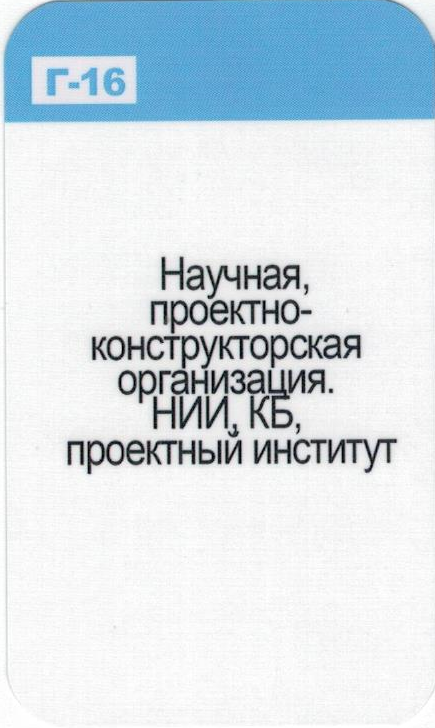 Г-16
Научная,
проектно-
конструкторская
организация.
НИИ, КБ,
проектный институт